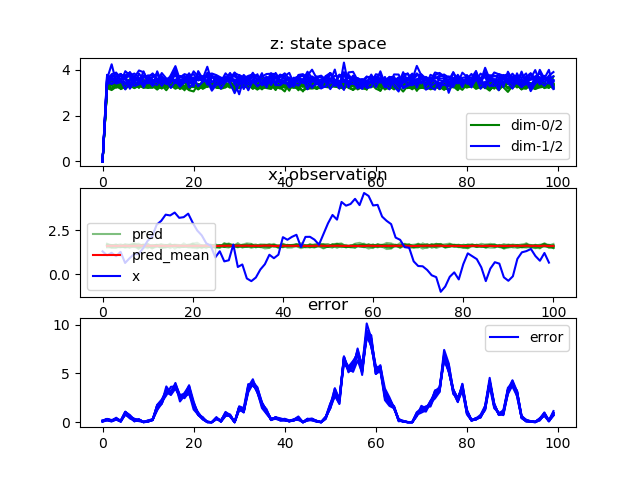 z: state space
4
2
0
dim-0/2
dim-1/2
0 20 40 60 80 100
x: observation
2.5
0.0
pred
pred_mean
x
0 20 40 60 80 100
error
10
5
0
error
0 20 40 60 80 100